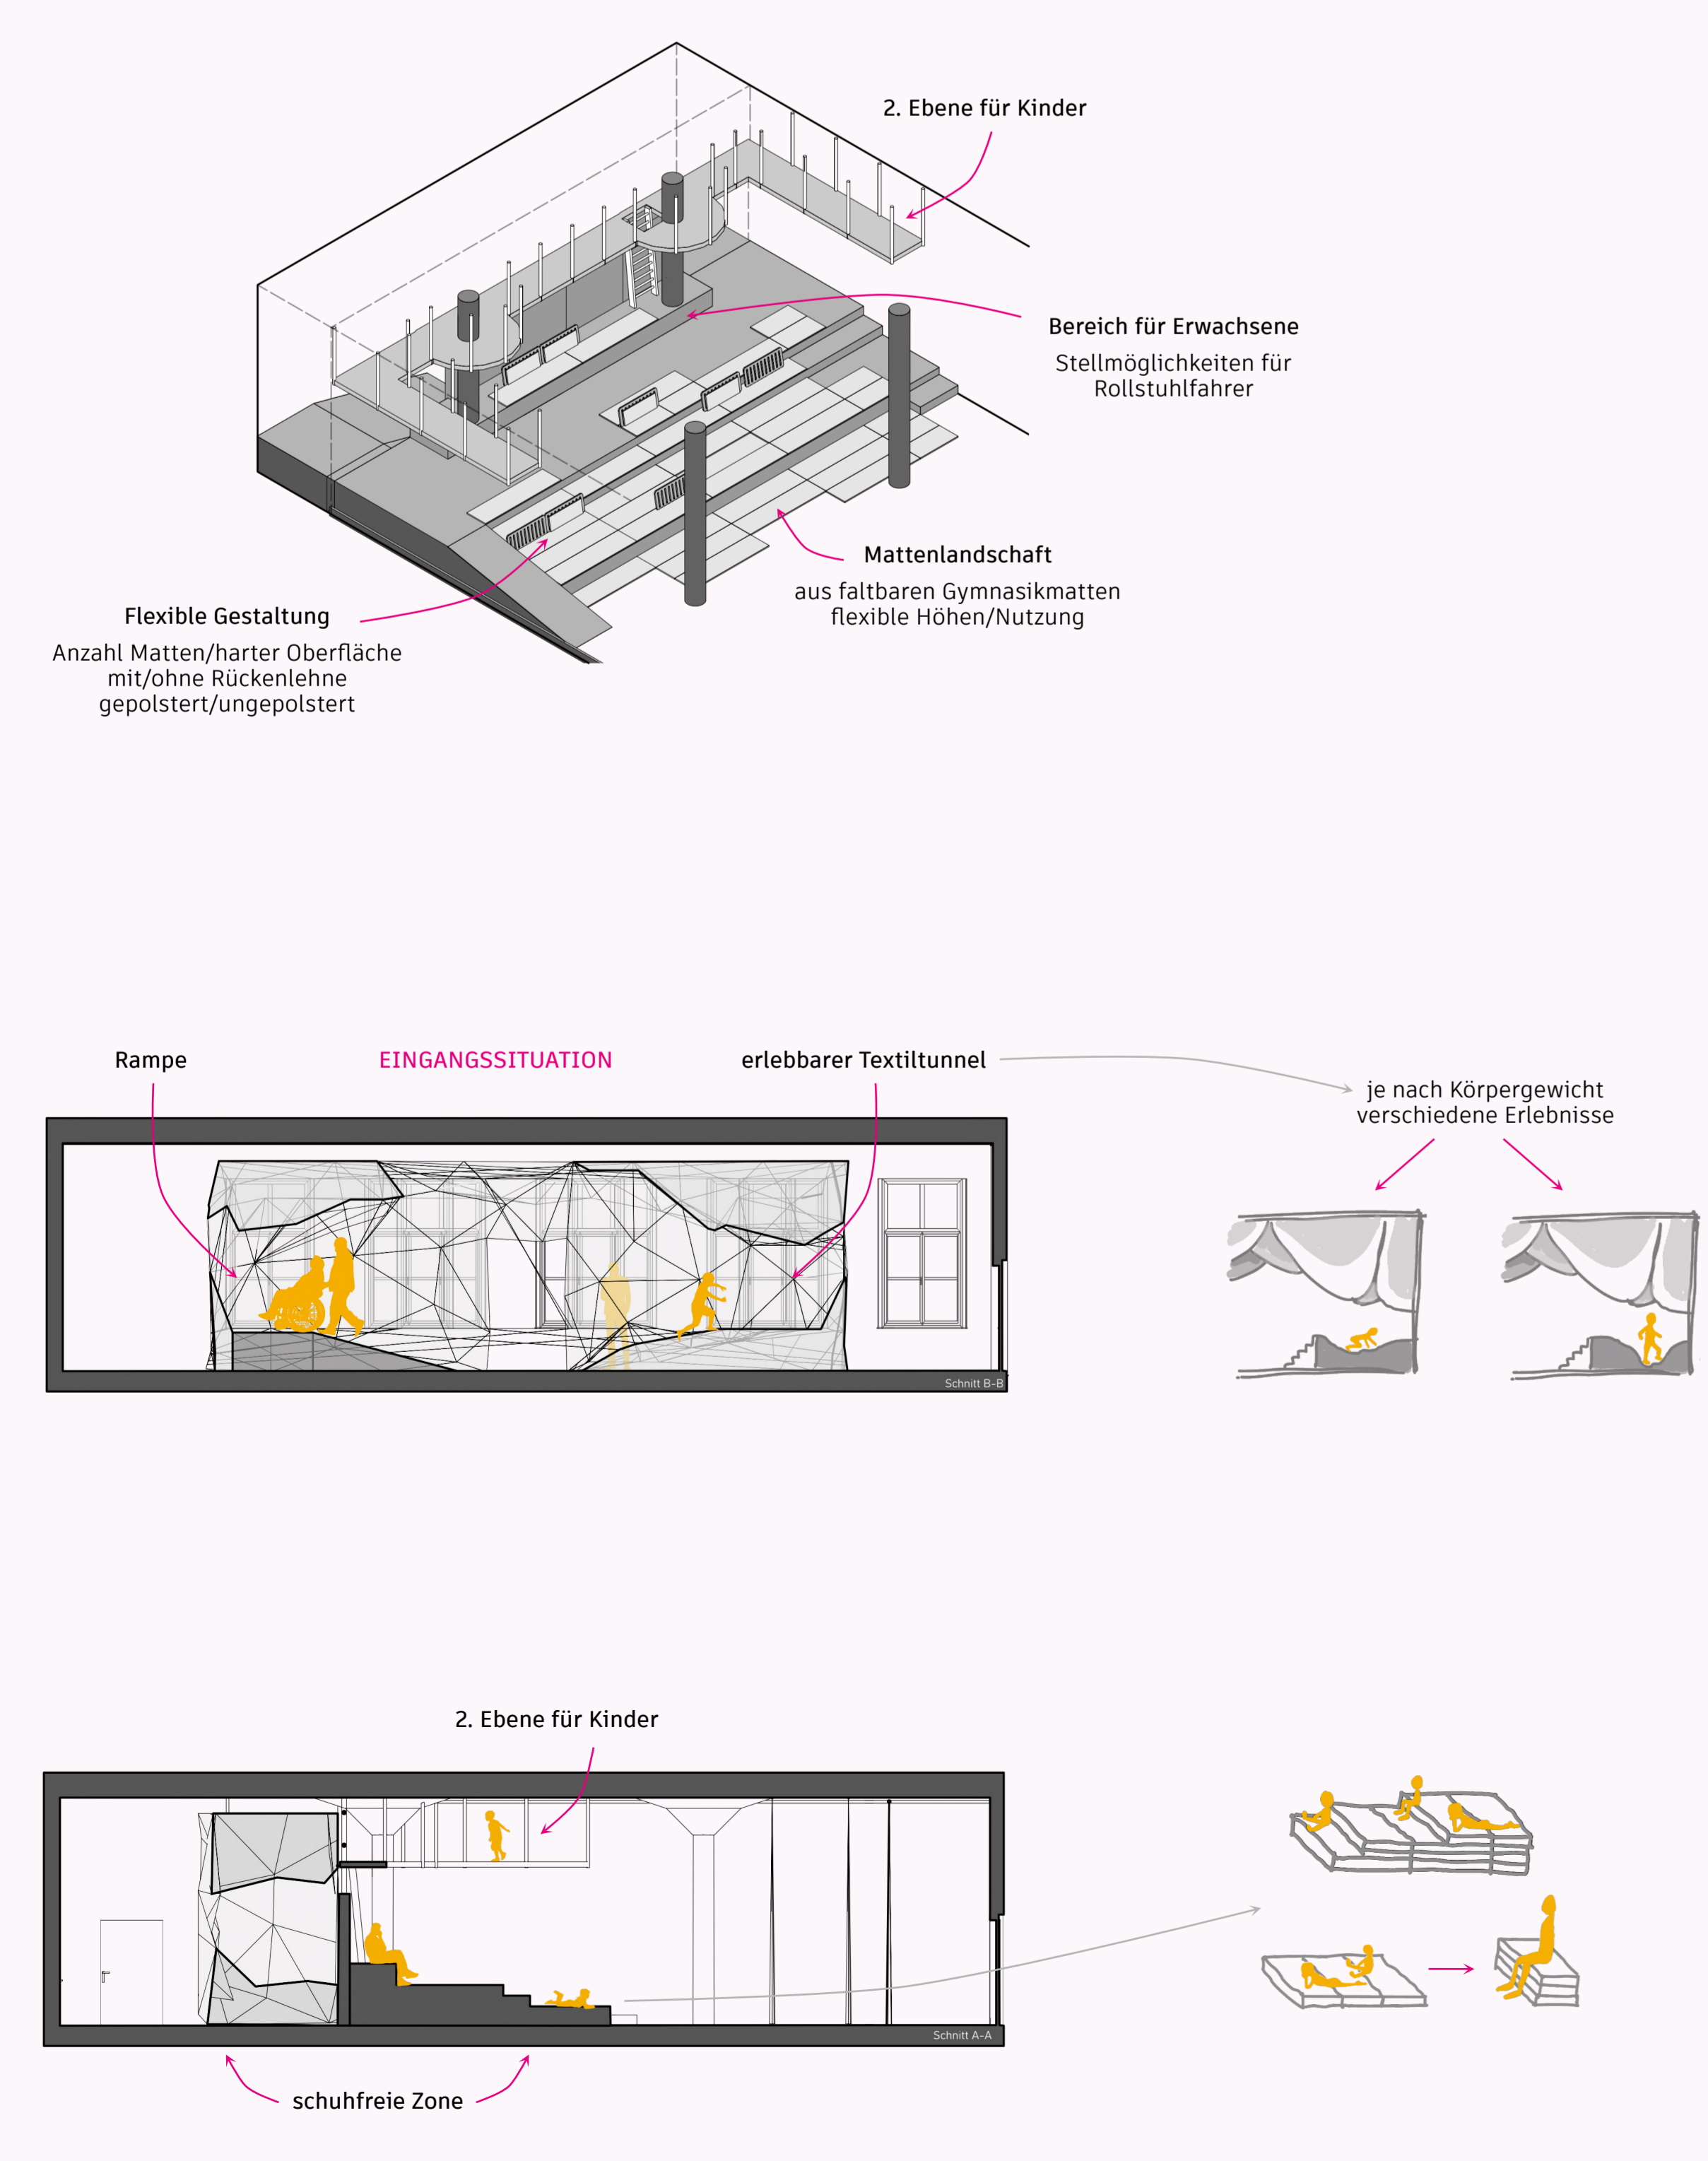 2. Ebene für Kinder
Bereich für Erwachsene
Stellmöglichkeiten für
Rollstuhlfahrer
Mattenlandschaft
aus faltbaren Gymnasikmatten
flexible Höhen/Nutzung
Flexible Gestaltung
Anzahl Matten/harter Oberfläche
mit/ohne Rückenlehne
gepolstert/ungepolstert
Rampe
EINGANGSSITUATION
erlebbarer Textiltunnel
je nach Körpergewicht
verschiedene Erlebnisse
Schnitt B-B
2. Ebene für Kinder
Schnitt A-A
schuhfreie Zone